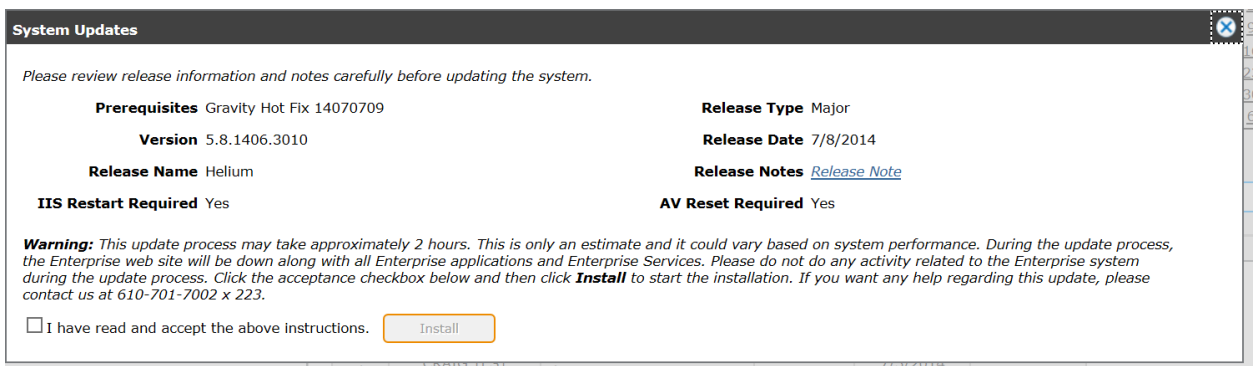 System Updates
Please review release information and notes carefully before updating the system.
Prerequisites Gravity Hot Fix 14070709
Release Type Major
Version 5.8.1406.3010
Release Date 7/8/2014
Release Name Helium
Release Notes Release Note
IIS Restart Required Yes
AV Reset Required Yes
Warning: This update process may take approximately 2 hours. This is only an estimate and it could vary based on system performance. During the update process,
the Enterprise web site will be down along with all Enterprise applications and Enterprise Services. Please do not do any activity related to the Enterprise system
during the update process. Click the acceptance checkbox below and then click Install to start the installation. If you want any help regarding this update, please
contact us at 610-701-7002 x 223.
I have read and accept the above instructions. Install